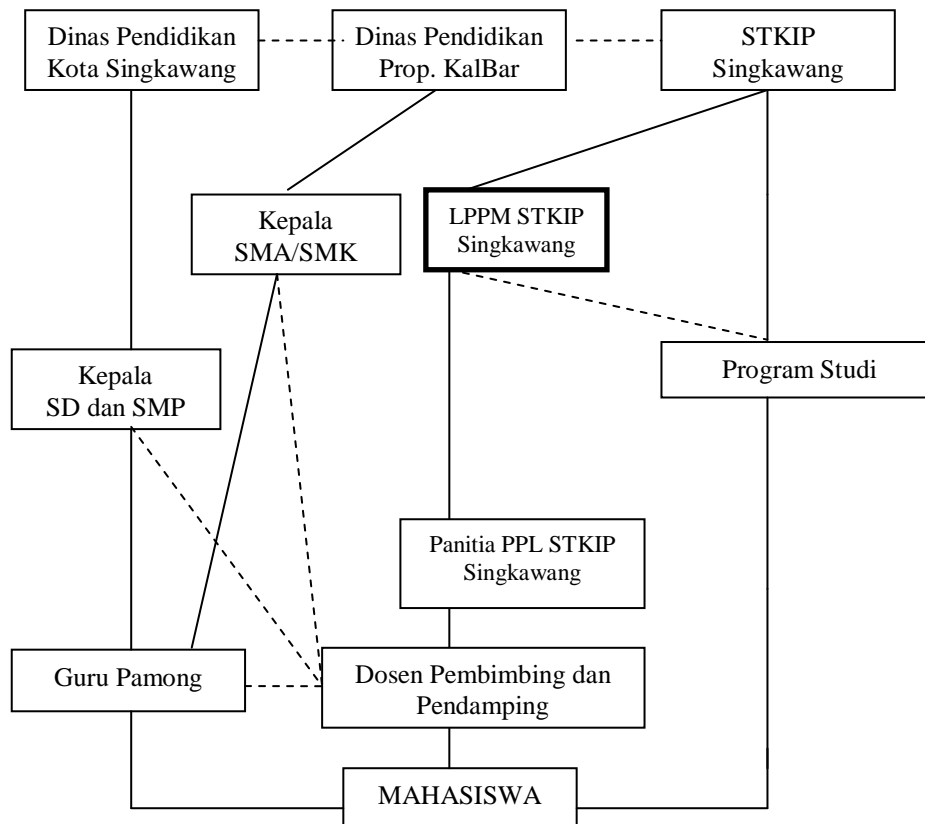 Dinas Pendidikan
Kota Singkawang
Dinas Pendidikan
Prop. KalBar
STKIP
Singkawang
Kepala
SMA/SMK
LPPM STKIP
Singkawang
Kepala
SD dan SMP
Program Studi
Panitia PPL STKIP
Singkawang
Guru Pamong
Dosen Pembimbing dan
Pendamping
MAHASISWA